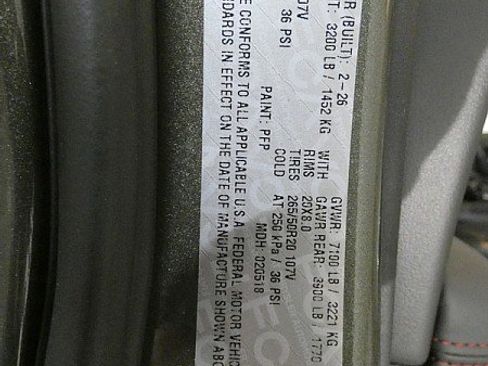 R (BUILT): 2-26 GVWR: 7100 LB / 3221 KG
T: 3200 LB / 1452 KG WITH GAWR REAR: 3900 LB / 1770
RIMS 20X8.0
107V TIRES 265/50R20 107V
36 PSI COLD AT 250 kPa / 36 PSI
PAINT: PFP MDH: 020518
E CONFORMS TO ALL APPLICABLE U.S.A. FEDERAL MOTOR VEHIC
DARDS IN EFFECT ON THE DATE OF MANUFACTURE SHOWN ABO